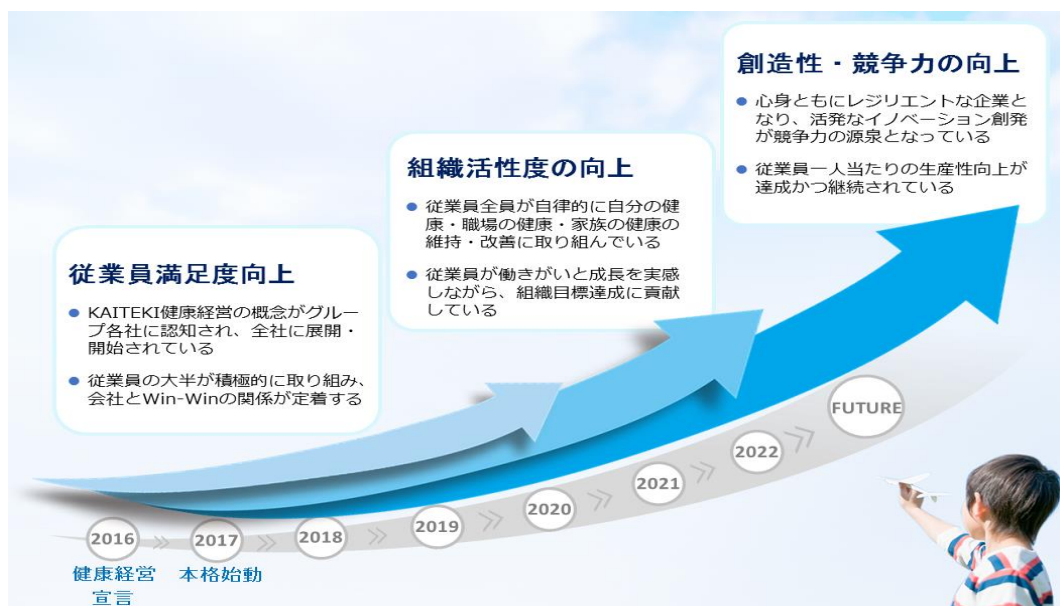 創造性・競争力の向上
● 心身ともにレジリエントな企業と
なり、活発なイノベーション創発
が競争力の源泉となっている
● 従業員一人当たりの生産性向上が
達成かつ継続されている
組織活性度の向上
● 従業員全員が自律的に自分の健
康・職場の健康・家族の健康の
維持・改善に取り組んでいる
● 従業員が働きがいと成長を実感
しながら、組織目標達成に貢献
している
従業員満足度向上
● KAITEKI健康経営の概念がグルー
プ各社に認知され、全社に展開・
開始されている
● 従業員の大半が積極的に取り組み、
会社とWin-Winの関係が定着する
2016
2017
2018
2019
2020
2021
2022
FUTURE
健康経営
宣言
本格始動